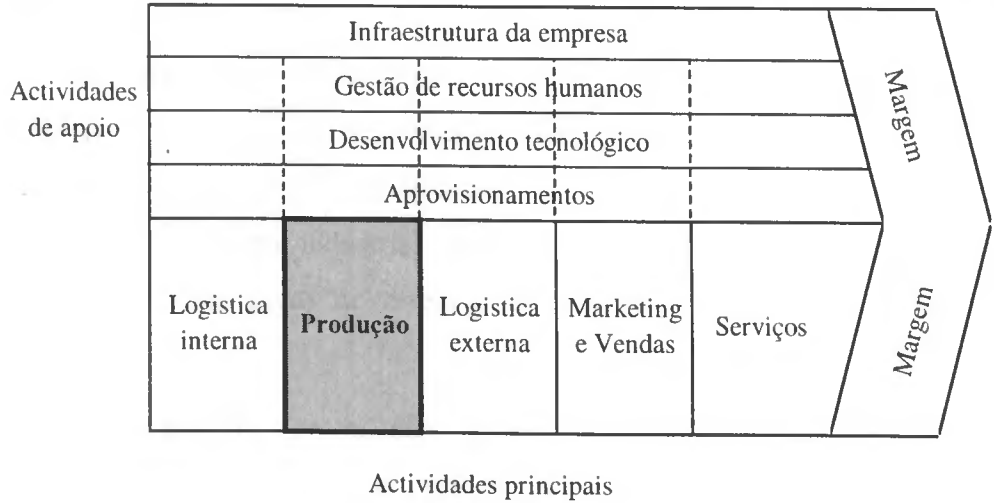 Infraestrutura da empresa
Actividades
de apoio
Gestão de recursos humanos
Desenvolvimento tecnológico
Aprovisionamentos
Margem
Logistica
interna
Produção
Logistica
externa
Marketing
e Vendas
Serviços
Margem
Actividades principais